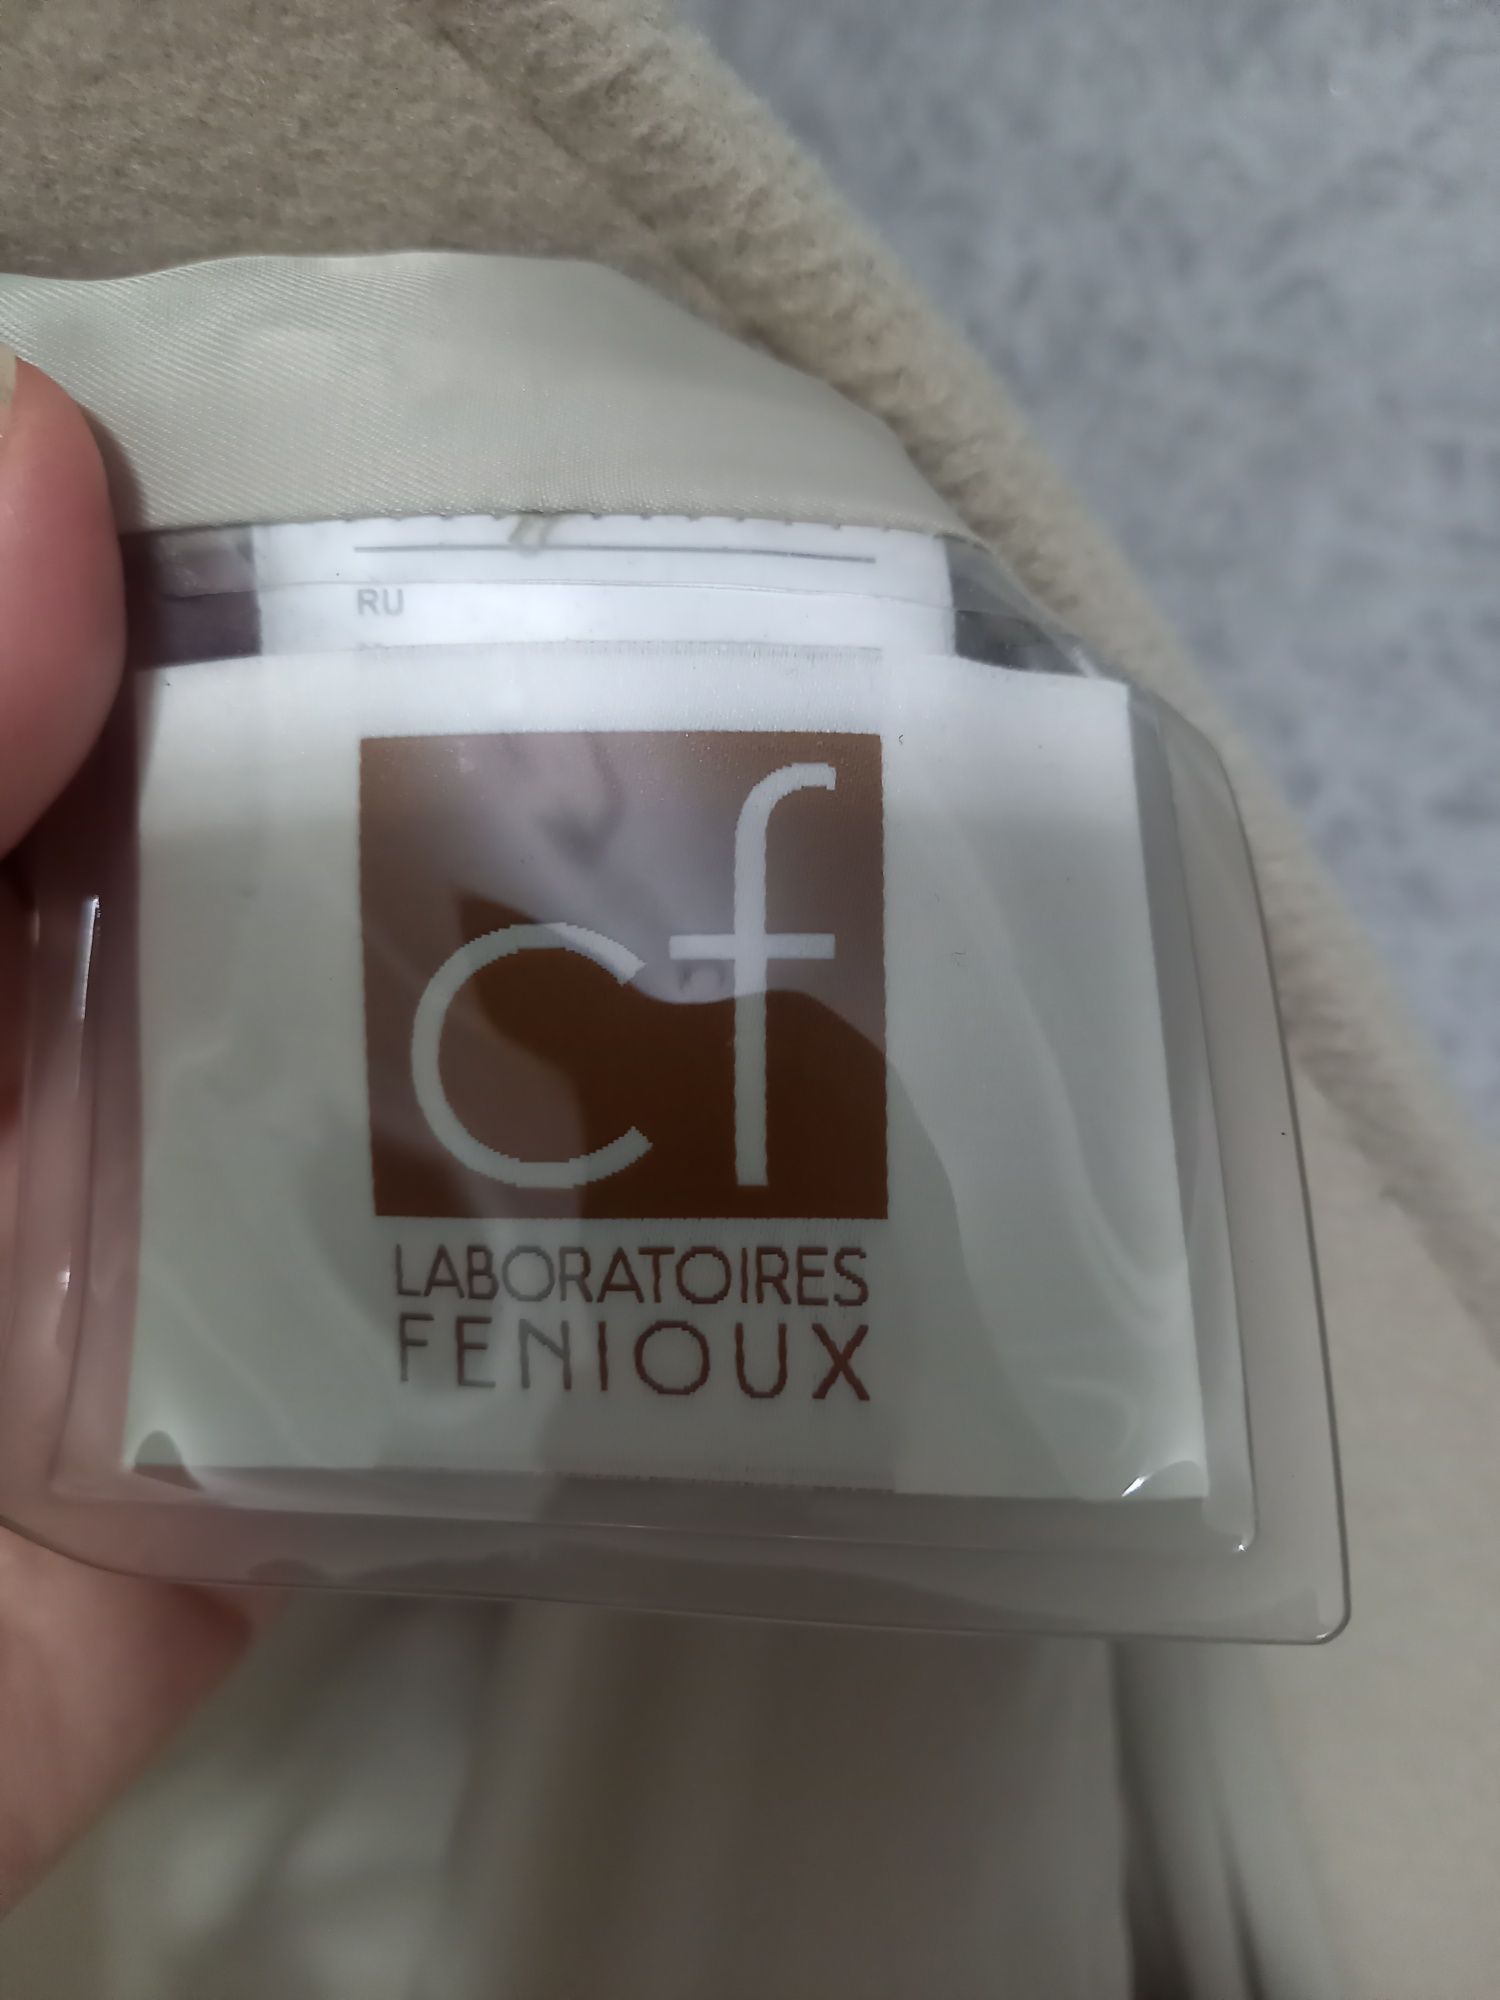 RU
cf
LABORATOIRES
FENIOUX